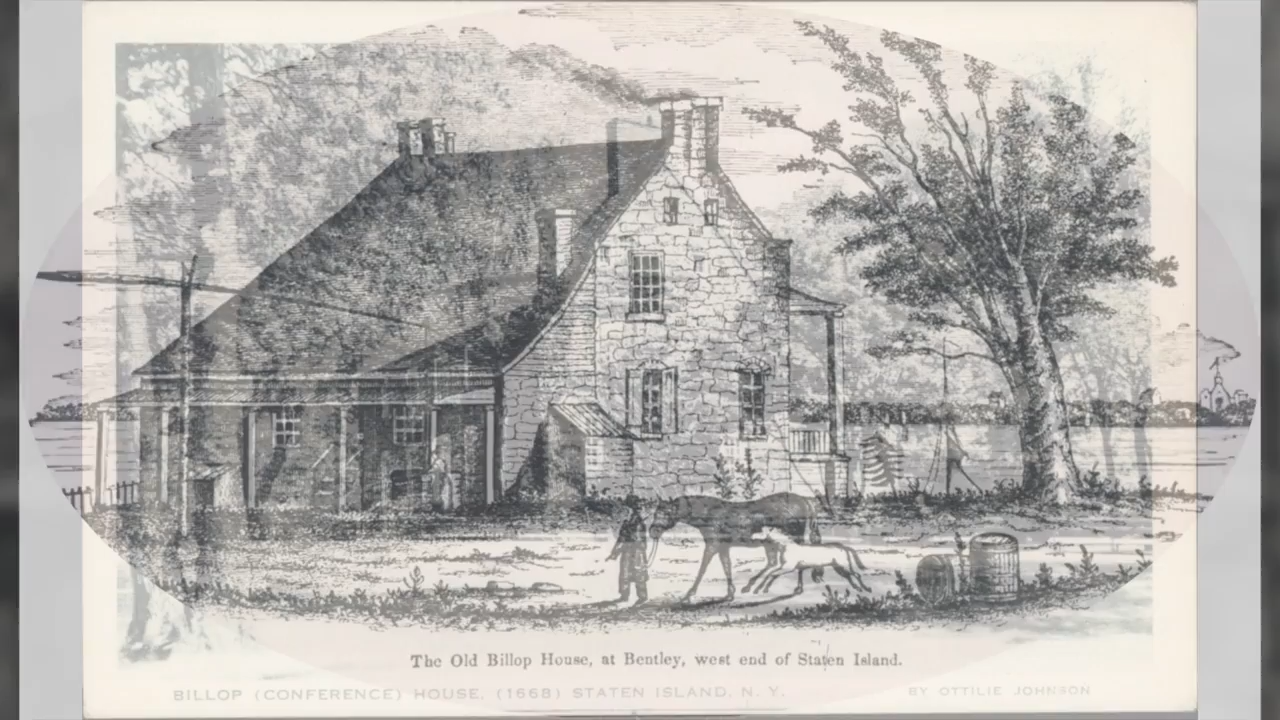 The Old Billop House, at Bentley, west end of Staten Island.
BILLOP (CONFERENCE) HOUSE, (1668) STATEN ISLAND, N. Y. BY OTTILIE JOHNSON